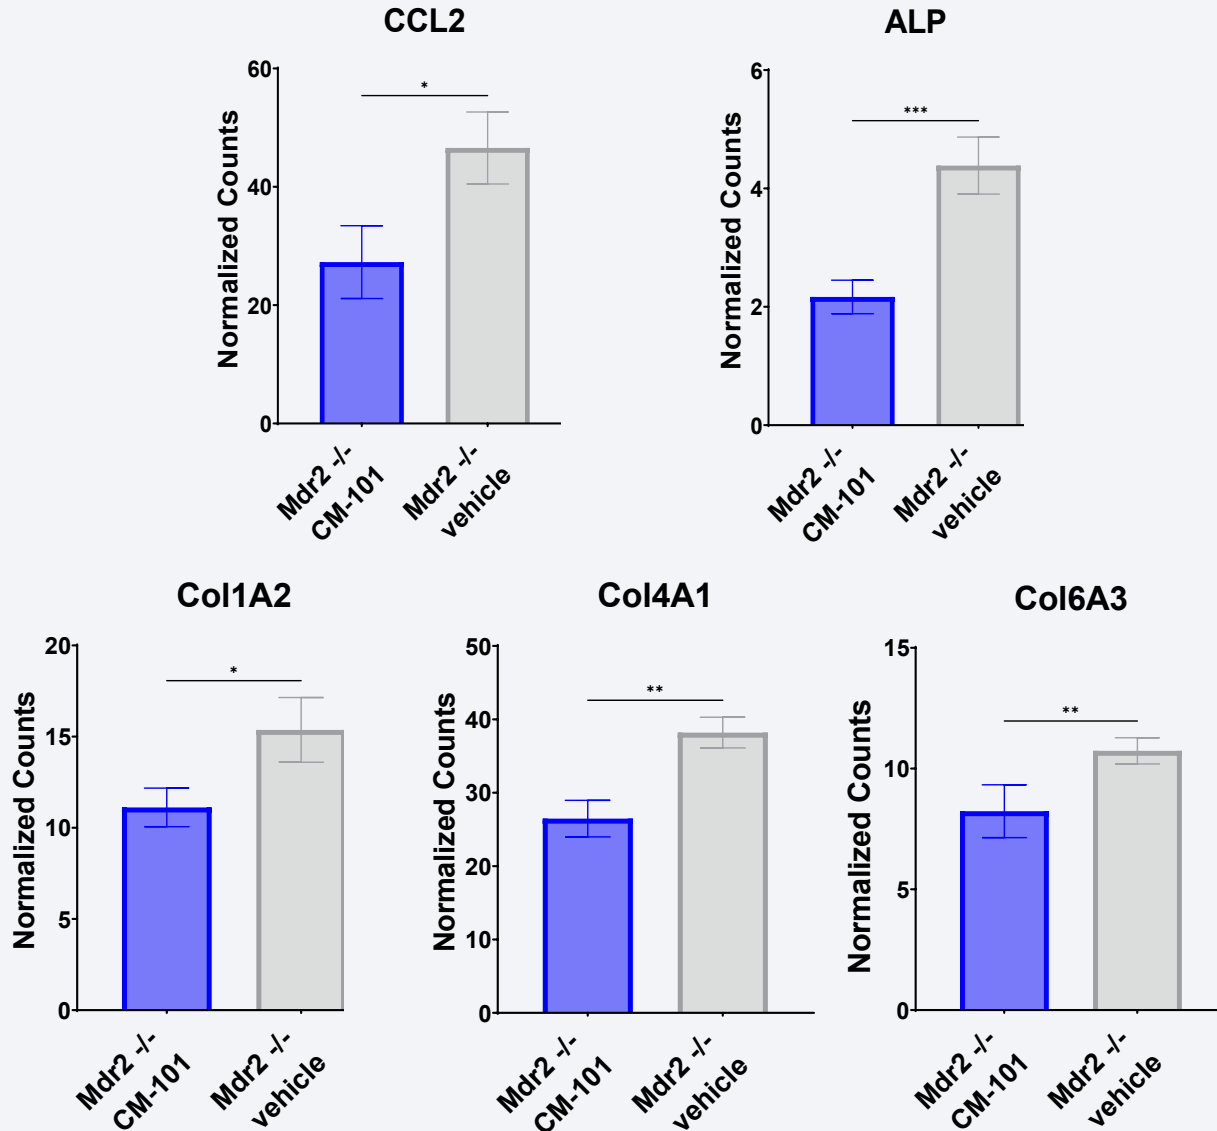 CCL2
Normalized Counts
60
40
20
0
*
Mdr2 -/-
CM-101
Mdr2 -/-
vehicle
ALP
Normalized Counts
6
4
2
0
***
Mdr2 -/-
CM-101
Mdr2 -/-
vehicle
Col1A2
Normalized Counts
20
15
10
5
0
*
Mdr2 -/-
CM-101
Mdr2 -/-
vehicle
Col4A1
Normalized Counts
50
40
30
20
10
0
**
Mdr2 -/-
CM-101
Mdr2 -/-
vehicle
Col6A3
Normalized Counts
15
10
5
0
**
Mdr2 -/-
CM-101
Mdr2 -/-
vehicle